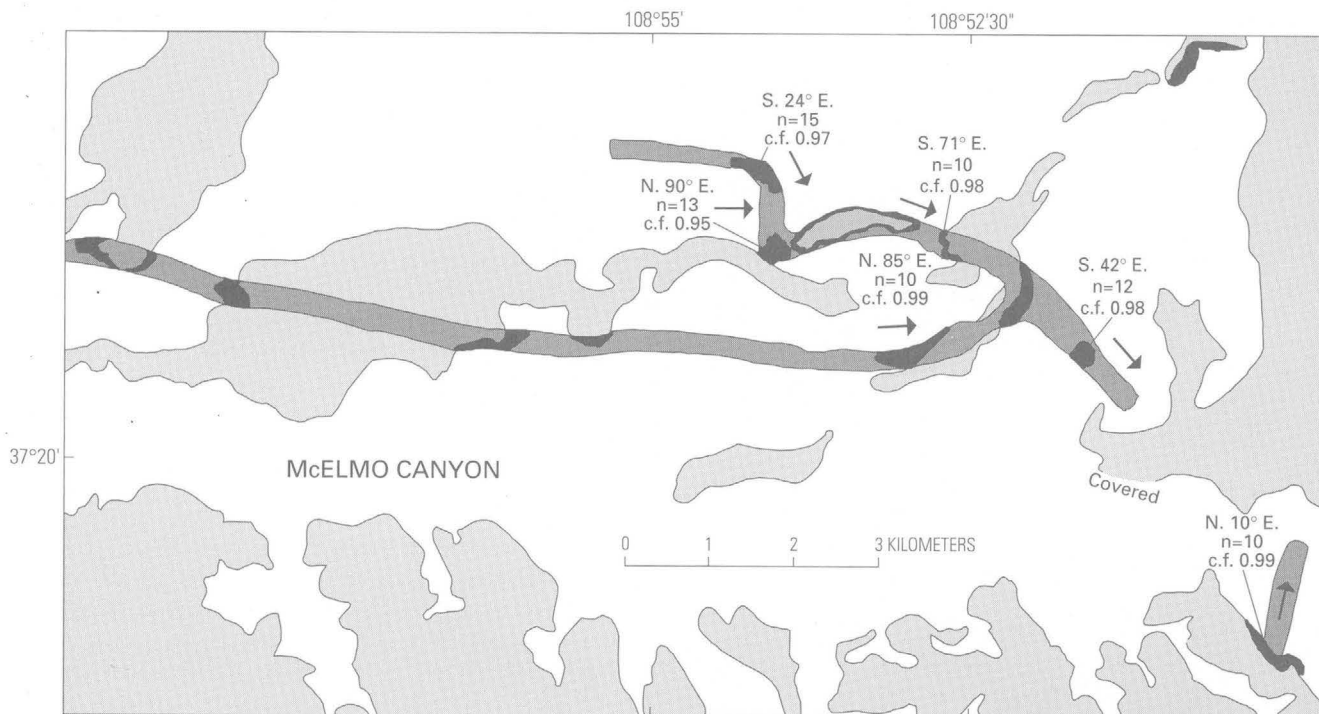 108°55'
108°52'30"
S. 24° E.
n=15
c.f. 0.97
S. 71° E.
n=10
c.f. 0.98
N. 90° E.
n=13
c.f. 0.95
N. 85° E.
n=10
c.f. 0.99
S. 42° E.
n=12
c.f. 0.98
37°20'
McELMO CANYON
Covered
N. 10° E.
n=10
c.f. 0.99
0 1 2 3 KILOMETERS